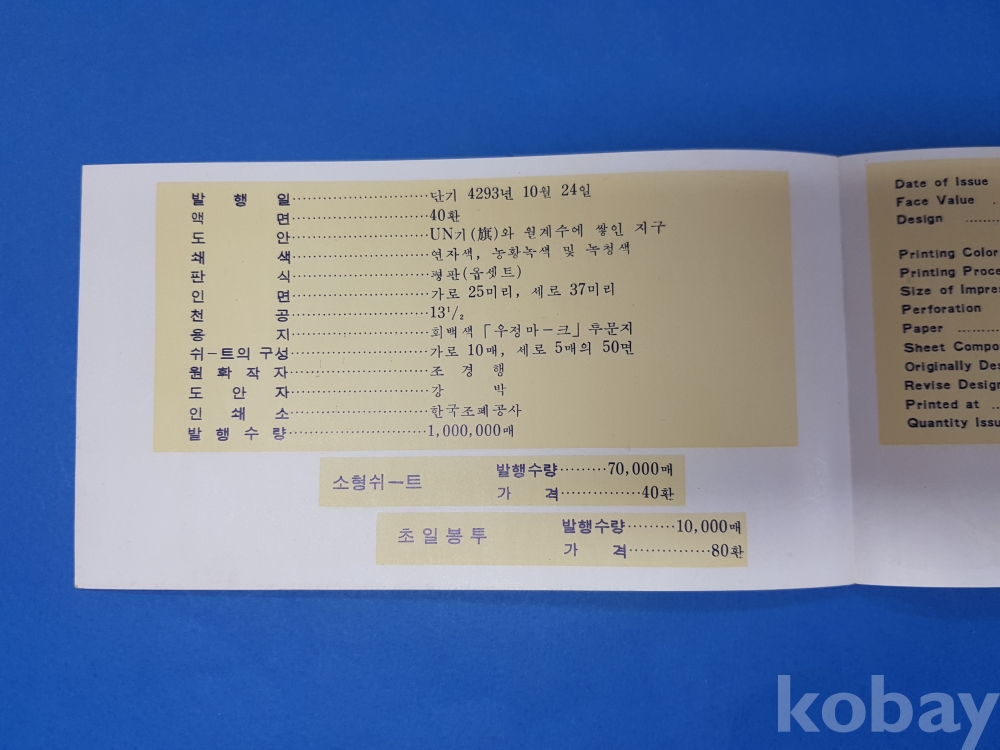 발 행 일··························단기 4293년 10월 24일
액 면··························40환
도 안··························UN기(旗)와 월계수에 쌓인 지구
쇄 색··························연자색, 농황녹색 및 녹청색
판 식··························평판(옵셋트)
인 면··························가로 25미리, 세로 37미리
천 공··························13¹/₂
용 지··························회백색 「우정마-크」 투문지
쉬-트의 구성··························가로 10매, 세로 5매의 50면
원 화 작 자··························조 경 행
도 안 자··························강 박
인 쇄 소··························한국조폐공사
발 행 수 량··························1,000,000매
소형쉬-트
발행수량·········70,000매
가 격···············40환
초일봉투
발행수량·········10,000매
가 격···············80환
Date of Issue
Face Value .
Design .........
Printing Color
Printing Proce
Size of Impres
Perforation
Paper .........
Sheet Compo
Originally Des
Revise Design
Printed at ..
Quantity Issu
kobay